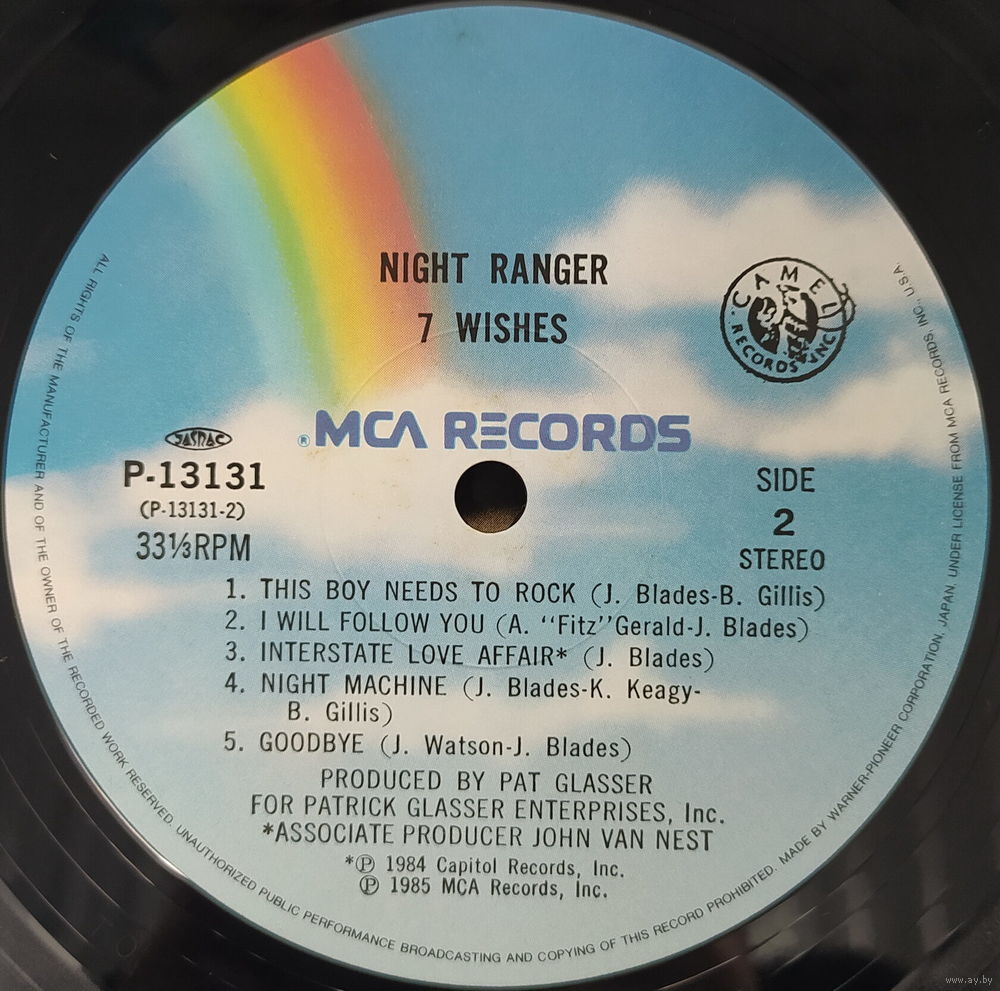 NIGHT RANGER
7 WISHES
CAMEL RECORDS INC
® MCA RECORDS
JASRAC
P-13131
(P-13131-2)
33⅓RPM
SIDE
2
STEREO
1. THIS BOY NEEDS TO ROCK (J. Blades-B. Gillis)
2. I WILL FOLLOW YOU (A. "Fitz"Gerald-J. Blades)
3. INTERSTATE LOVE AFFAIR* (J. Blades)
4. NIGHT MACHINE (J. Blades-K. Keagy-
B. Gillis)
5. GOODBYE (J. Watson-J. Blades)
PRODUCED BY PAT GLASSER
FOR PATRICK GLASSER ENTERPRISES, Inc.
*ASSOCIATE PRODUCER JOHN VAN NEST
*℗ 1984 Capitol Records, Inc.
℗ 1985 MCA Records, Inc.
ALL RIGHTS OF THE MANUFACTURER AND OF THE OWNER OF THE RECORDED WORK RESERVED. UNAUTHORIZED PUBLIC PERFORMANCE BROADCASTING AND COPYING OF THIS RECORD PROHIBITED. MADE BY WARNER-PIONEER CORPORATION, JAPAN, UNDER LICENSE FROM MCA RECORDS, INC., U.S.A.
www.ay.by